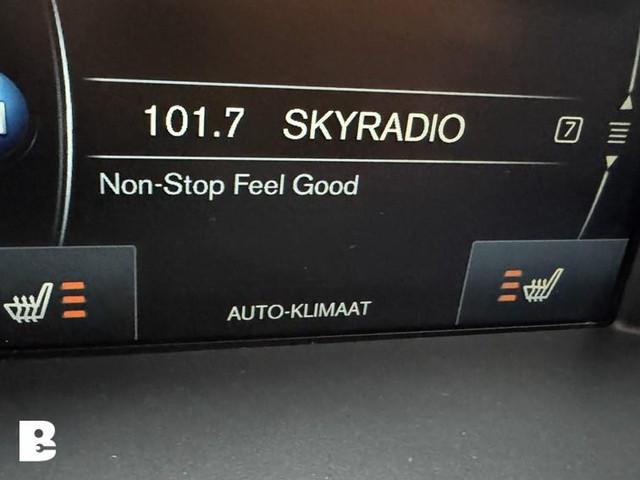 101.7 SKYRADIO 7
Non-Stop Feel Good
AUTO-KLIMAAT
B